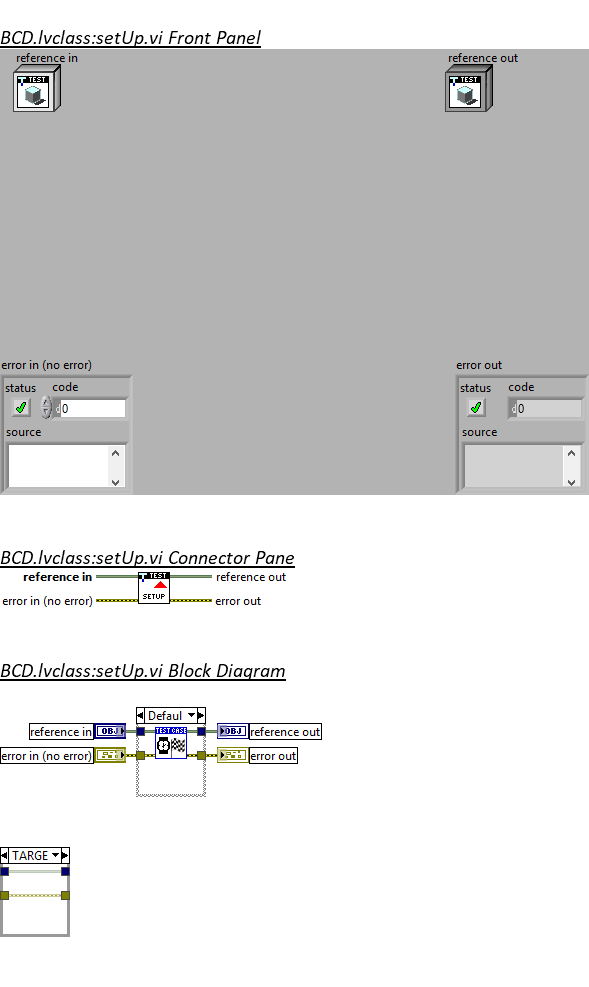 BCD.lvclass:setUp.vi Front Panel
reference in
reference out
TEST
TEST
error in (no error)
error out
status code
status code
d 0
d 0
source
source
BCD.lvclass:setUp.vi Connector Pane
reference in
TEST
reference out
error in (no error)
SETUP
error out
BCD.lvclass:setUp.vi Block Diagram
Defaul
reference in
OBJ
TEST CASE
OBJ
reference out
error in (no error)
error out
TARGE